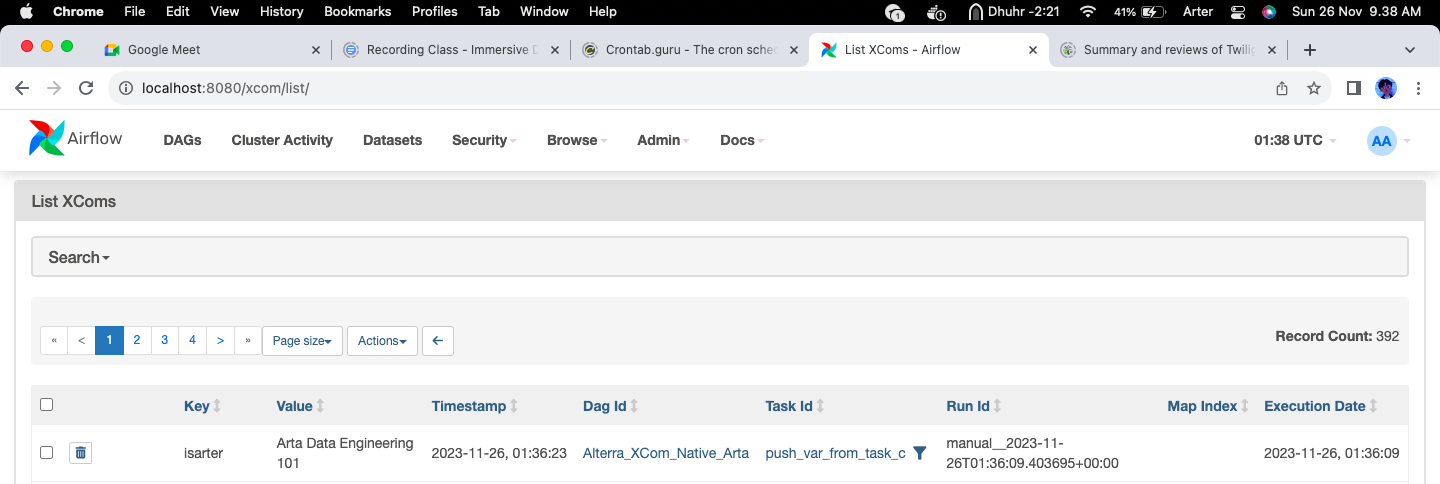 Chrome File Edit View History Bookmarks Profiles Tab Window Help 1 Dhuhr -2:21 41% Arter Sun 26 Nov 9.38 AM
Google Meet Recording Class - Immersive D Crontab.guru - The cron sche List XComs - Airflow Summary and reviews of Twilig
localhost:8080/xcom/list/
Airflow DAGs Cluster Activity Datasets Security Browse Admin Docs 01:38 UTC AA
List XComs
Search
« < 1 2 3 4 > » Page size Actions Record Count: 392
Key Value Timestamp Dag Id Task Id Run Id Map Index Execution Date
isarter Arta Data Engineering 101 2023-11-26, 01:36:23 Alterra_XCom_Native_Arta push_var_from_task_c manual__2023-11-26T01:36:09.403695+00:00 2023-11-26, 01:36:09